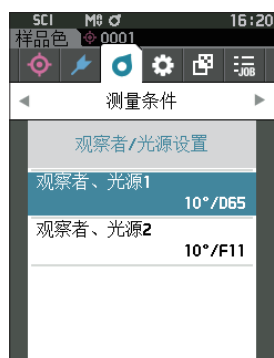 SCI M 16:20
样品色 0001
JOB
测量条件
观察者/光源设置
观察者、光源1
10°/D65
观察者、光源2
10°/F11